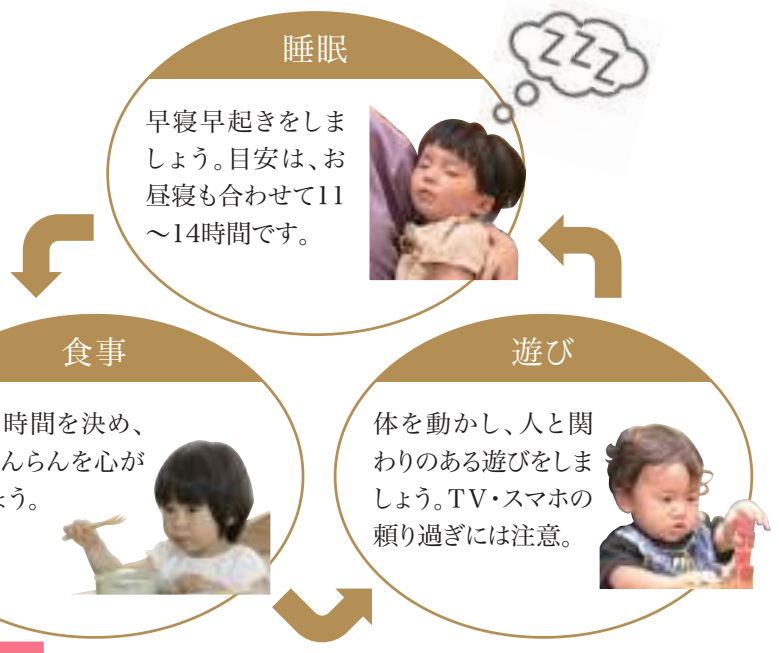 睡眠
ZZZ
早寝早起きをしま
しょう。目安は、お
昼寝も合わせて11
～14時間です。
食事
時間を決め、
んらんを心が
ょう。
遊び
体を動かし、人と関
わりのある遊びをしま
しょう。TV・スマホの
頼り過ぎには注意。